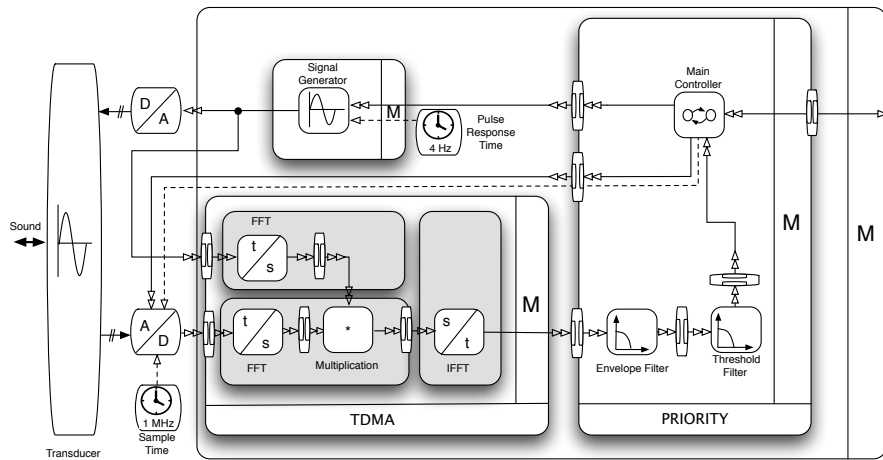 Signal
Generator
M
4 Hz
Pulse
Response
Time
Main
Controller
M
M
D
A
Sound
Transducer
A
D
1 MHz
Sample
Time
FFT
t
s
t
s
FFT
*
Multiplication
s
t
IFFT
M
TDMA
Envelope Filter
Threshold
Filter
PRIORITY